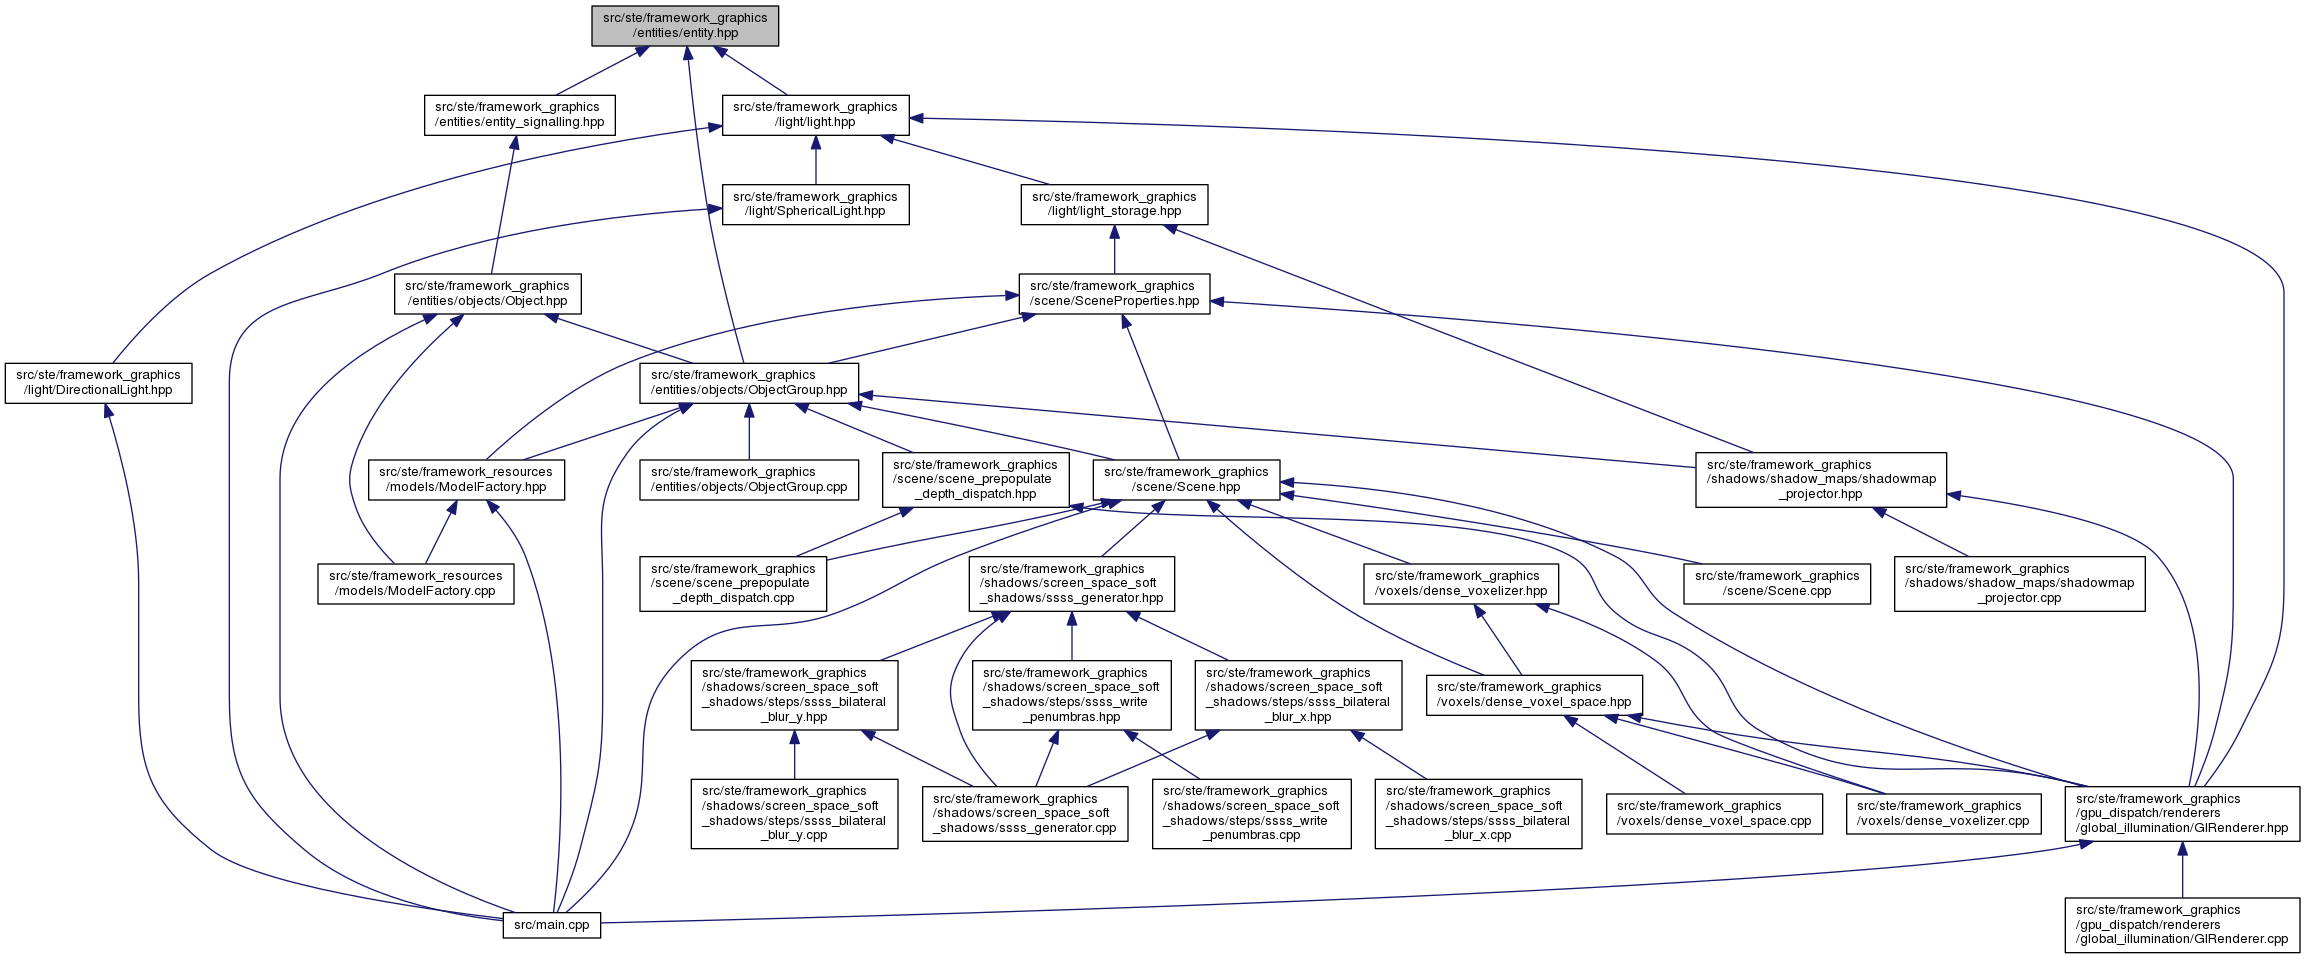 src/ste/framework_graphics
/entities/entity.hpp
src/ste/framework_graphics
/entities/entity_signalling.hpp
src/ste/framework_graphics
/light/light.hpp
src/ste/framework_graphics
/light/SphericalLight.hpp
src/ste/framework_graphics
/light/light_storage.hpp
src/ste/framework_graphics
/entities/objects/Object.hpp
src/ste/framework_graphics
/scene/SceneProperties.hpp
src/ste/framework_graphics
/light/DirectionalLight.hpp
src/ste/framework_graphics
/entities/objects/ObjectGroup.hpp
src/ste/framework_resources
/models/ModelFactory.hpp
src/ste/framework_graphics
/entities/objects/ObjectGroup.cpp
src/ste/framework_graphics
/scene/scene_prepopulate
_depth_dispatch.hpp
src/ste/framework_graphics
/scene/Scene.hpp
src/ste/framework_graphics
/shadows/shadow_maps/shadowmap
_projector.hpp
src/ste/framework_resources
/models/ModelFactory.cpp
src/ste/framework_graphics
/scene/scene_prepopulate
_depth_dispatch.cpp
src/ste/framework_graphics
/shadows/screen_space_soft
_shadows/ssss_generator.hpp
src/ste/framework_graphics
/voxels/dense_voxelizer.hpp
src/ste/framework_graphics
/scene/Scene.cpp
src/ste/framework_graphics
/shadows/shadow_maps/shadowmap
_projector.cpp
src/ste/framework_graphics
/shadows/screen_space_soft
_shadows/steps/ssss_bilateral
_blur_y.hpp
src/ste/framework_graphics
/shadows/screen_space_soft
_shadows/steps/ssss_write
_penumbras.hpp
src/ste/framework_graphics
/shadows/screen_space_soft
_shadows/steps/ssss_bilateral
_blur_x.hpp
src/ste/framework_graphics
/voxels/dense_voxel_space.hpp
src/ste/framework_graphics
/shadows/screen_space_soft
_shadows/steps/ssss_bilateral
_blur_y.cpp
src/ste/framework_graphics
/shadows/screen_space_soft
_shadows/ssss_generator.cpp
src/ste/framework_graphics
/shadows/screen_space_soft
_shadows/steps/ssss_write
_penumbras.cpp
src/ste/framework_graphics
/shadows/screen_space_soft
_shadows/steps/ssss_bilateral
_blur_x.cpp
src/ste/framework_graphics
/voxels/dense_voxel_space.cpp
src/ste/framework_graphics
/voxels/dense_voxelizer.cpp
src/ste/framework_graphics
/gpu_dispatch/renderers
/global_illumination/GIRenderer.hpp
src/main.cpp
src/ste/framework_graphics
/gpu_dispatch/renderers
/global_illumination/GIRenderer.cpp